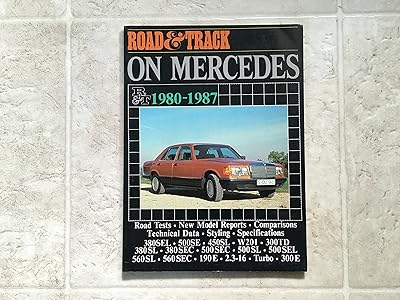 ROAD & TRACK
ON MERCEDES
R&T 1980-1987
Road Tests • New Model Reports • Comparisons
Technical Data • Styling • Specifications
380SEL • 500SE • 450SL • W201 • 300TD
380SL • 380SEC • 500SEC • 500SL • 500SEL
560SL • 560SEC • 190E • 2.3-16 • Turbo • 300E